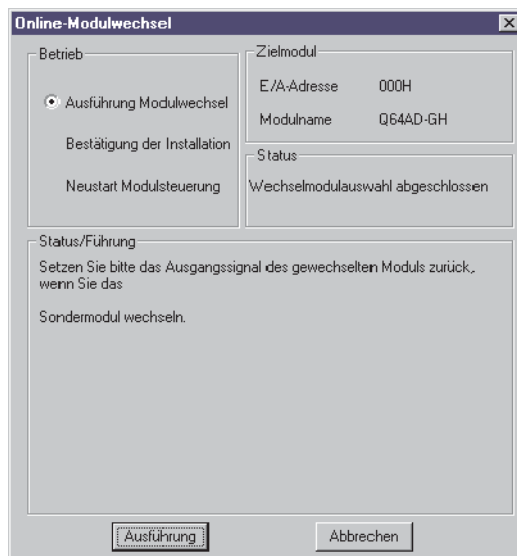 Online-Modulwechsel
Betrieb
Ausführung Modulwechsel
Bestätigung der Installation
Neustart Modulsteuerung
Zielmodul
E/A-Adresse 000H
Modulname Q64AD-GH
Status
Wechselmodulauswahl abgeschlossen
Status/Führung
Setzen Sie bitte das Ausgangssignal des gewechselten Moduls zurück,
wenn Sie das
Sondermodul wechseln.
Ausführung
Abbrechen